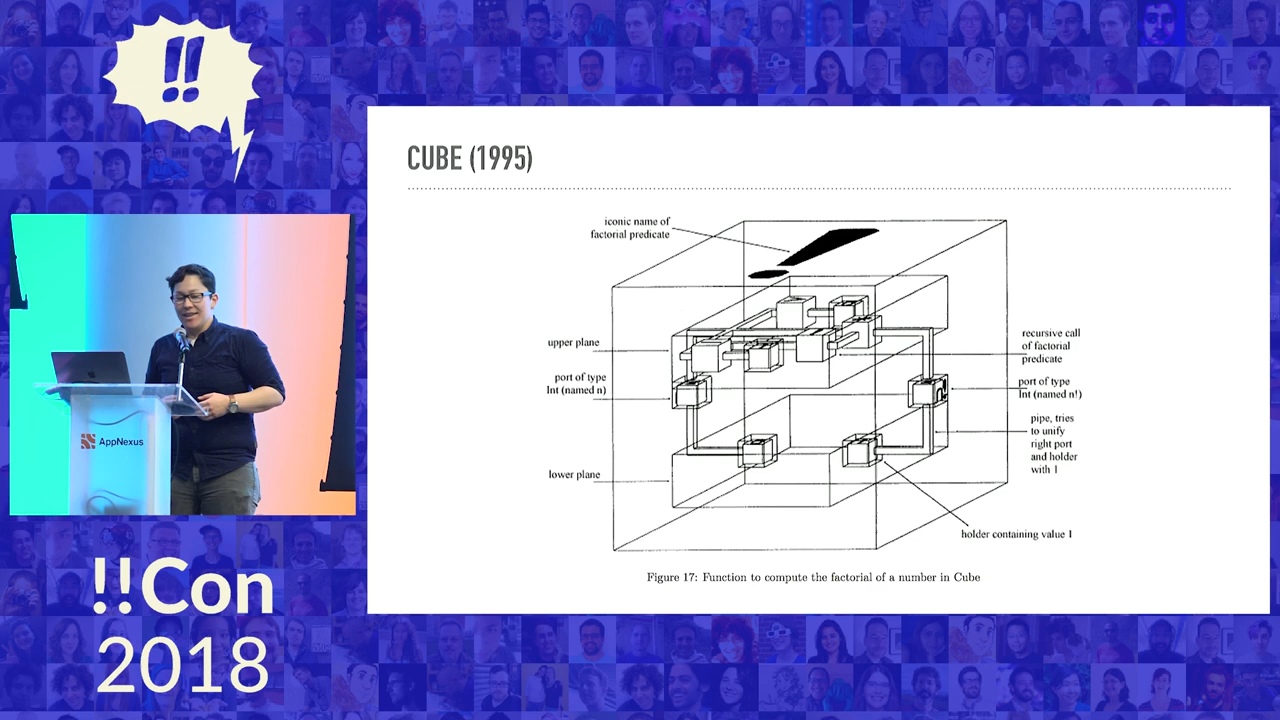 !!
CUBE (1995)
iconic name of
factorial predicate
upper plane
port of type
Int (named n)
lower plane
recursive call
of factorial
predicate
port of type
Int (named n!)
pipe, tries
to unify
right port
and holder
with 1
holder containing value 1
Figure 17: Function to compute the factorial of a number in Cube
AppNexus
!!Con
2018